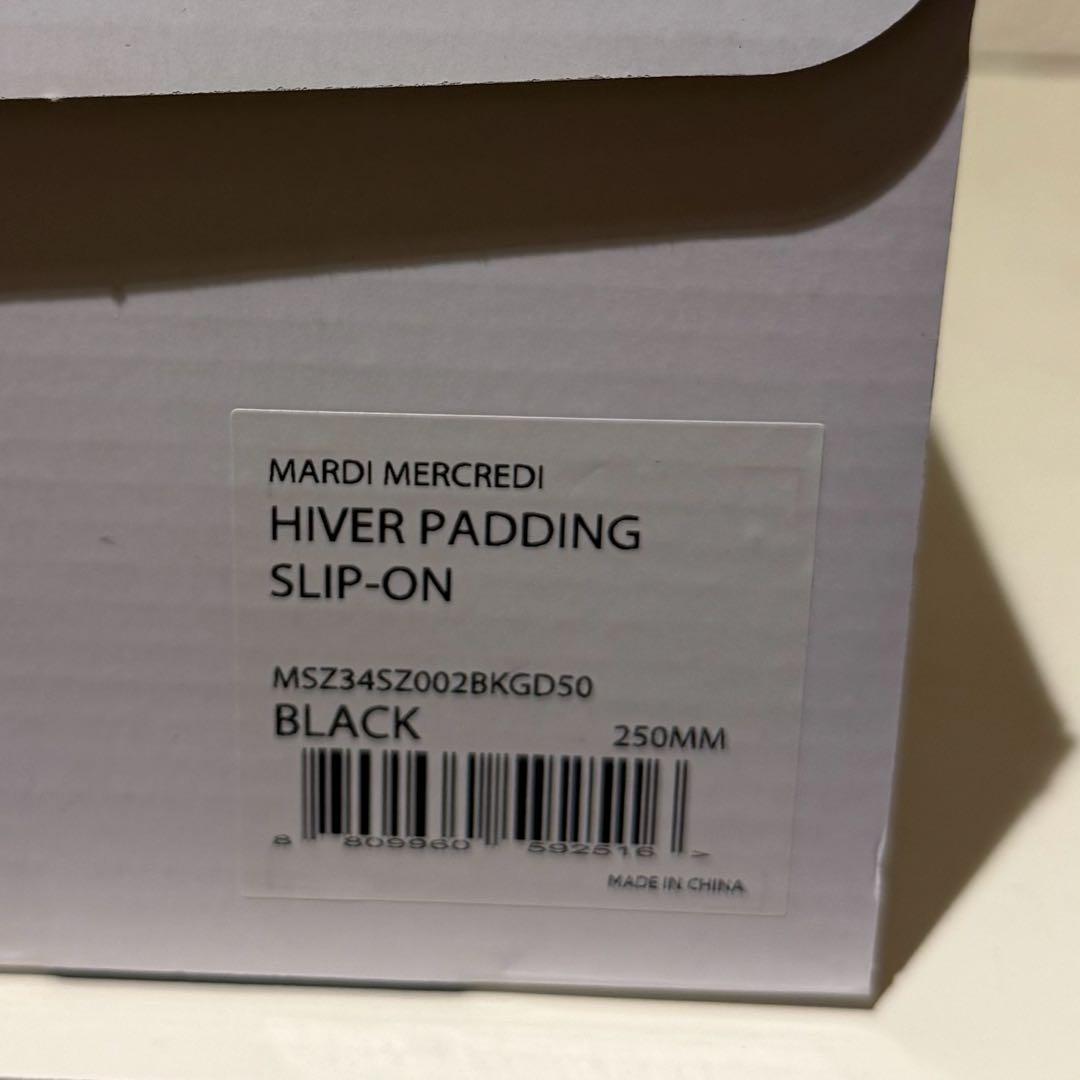 MARDI MERCREDI
HIVER PADDING
SLIP-ON
MSZ34SZ002BKGD50
BLACK 250MM
8 809960 592516 >
MADE IN CHINA